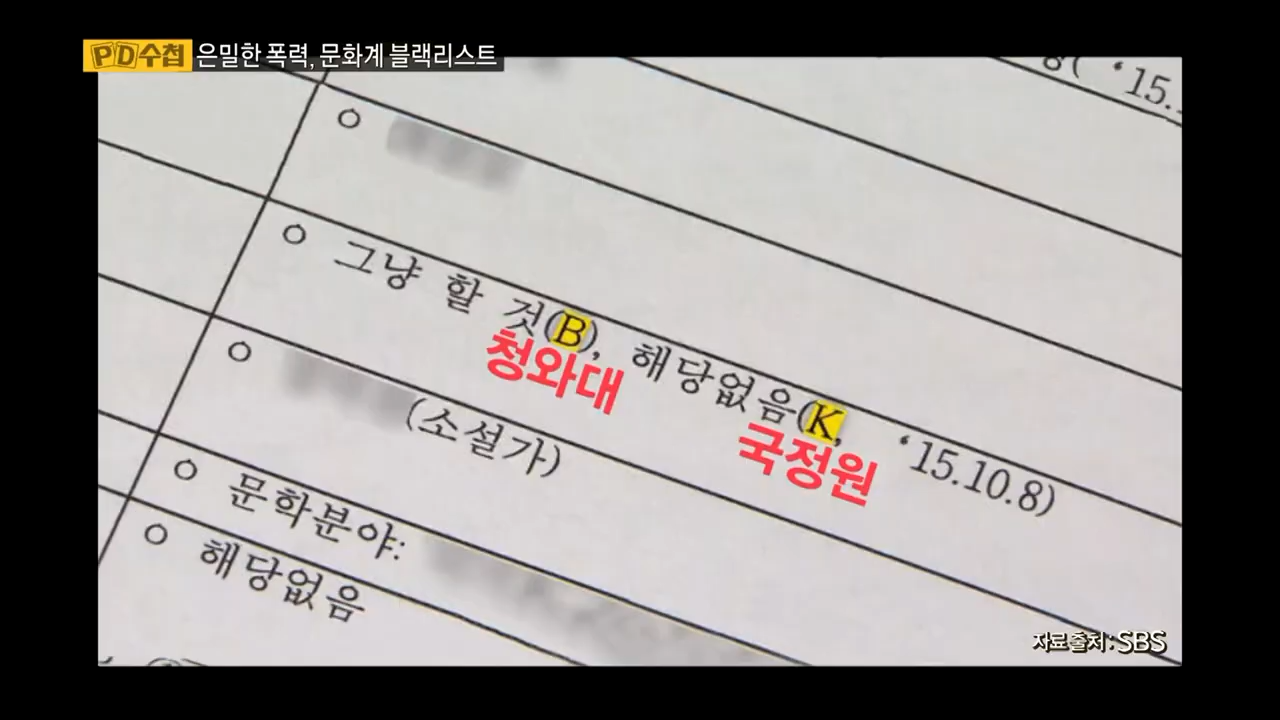 PD수첩 은밀한 폭력, 문화계 블랙리스트
'15.
그냥 할 것(B), 해당없음(K, '15.10.8)
청와대
국정원
(소설가)
문학분야:
해당없음
자료출처:SBS